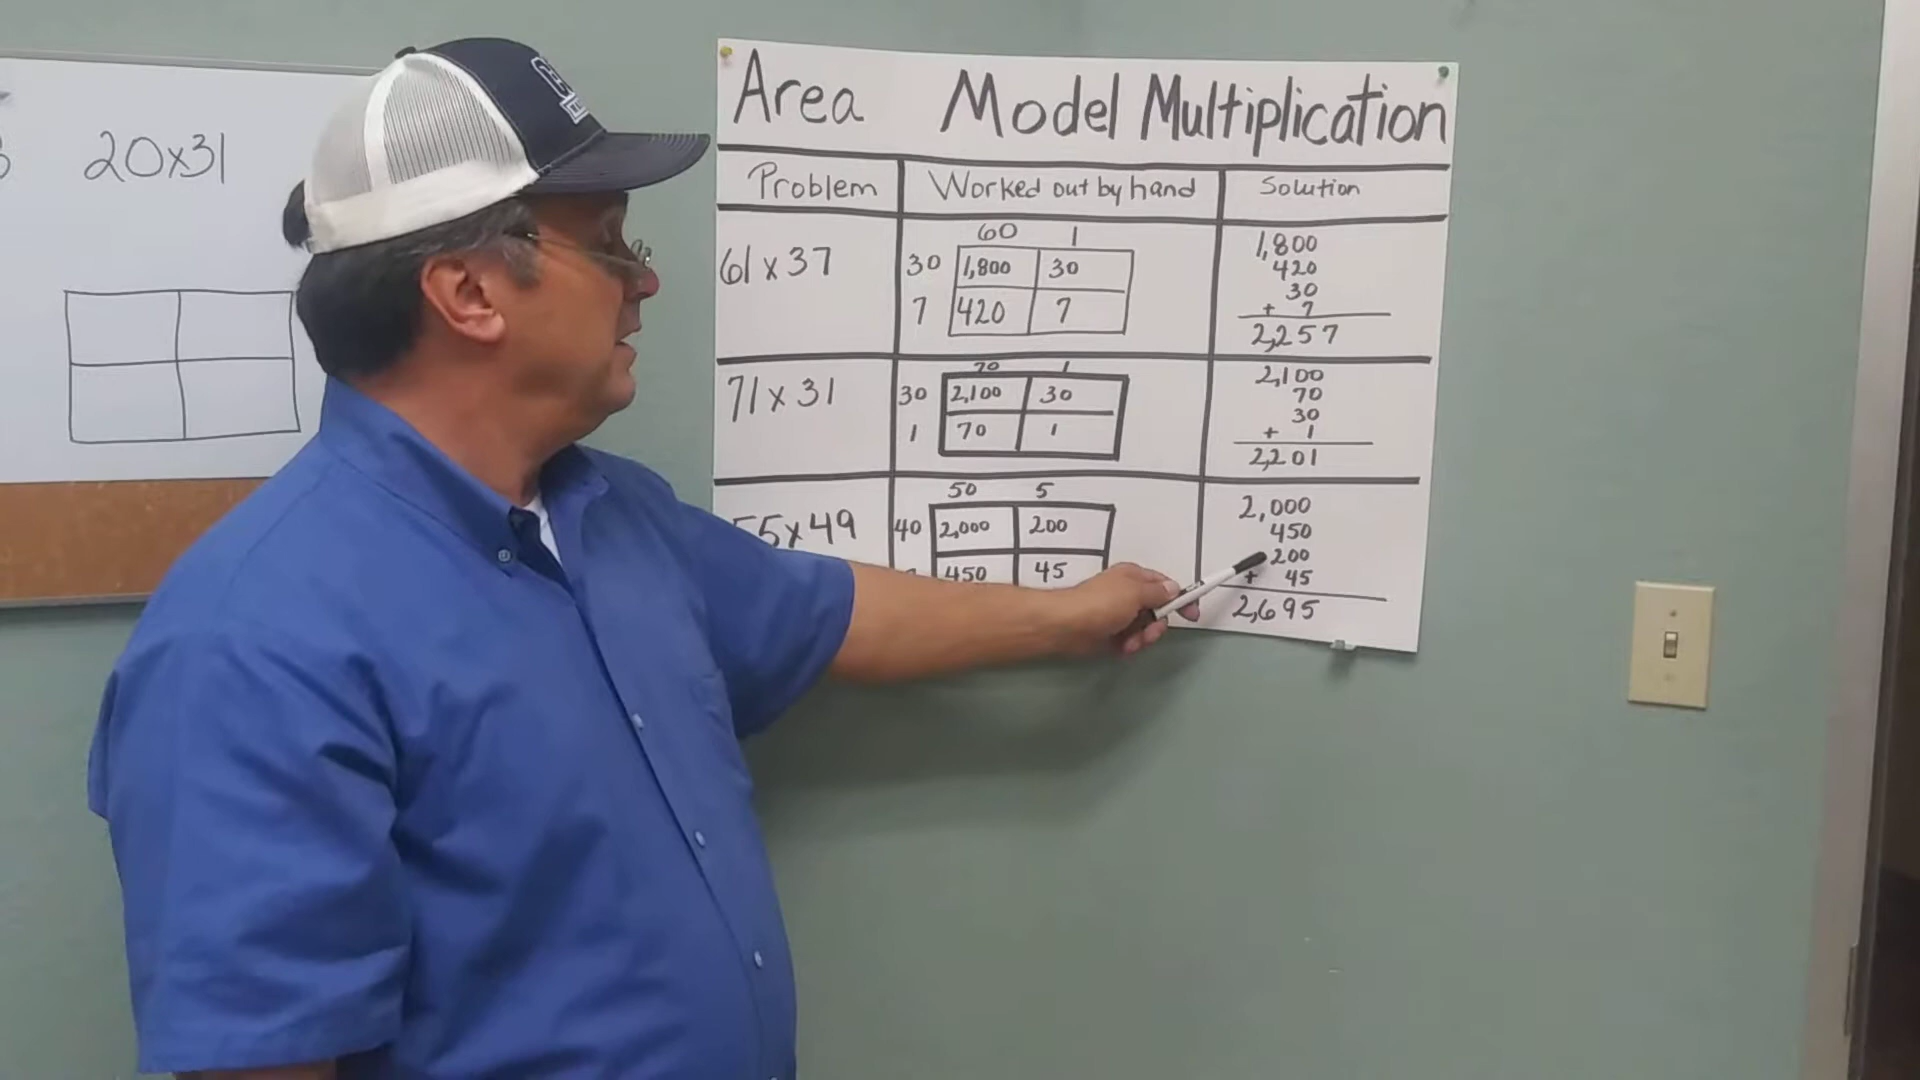 20x31
Area Model Multiplication
Problem Worked out by hand Solution
61 x 37
60 1
30 1,800 30
7 420 7
1,800
420
30
+ 7
2,257
71 x 31
70 1
30 2,100 30
1 70 1
2,100
70
30
+ 1
2,201
55x49
50 5
40 2,000 200
450 45
2,000
450
200
+ 45
2,695